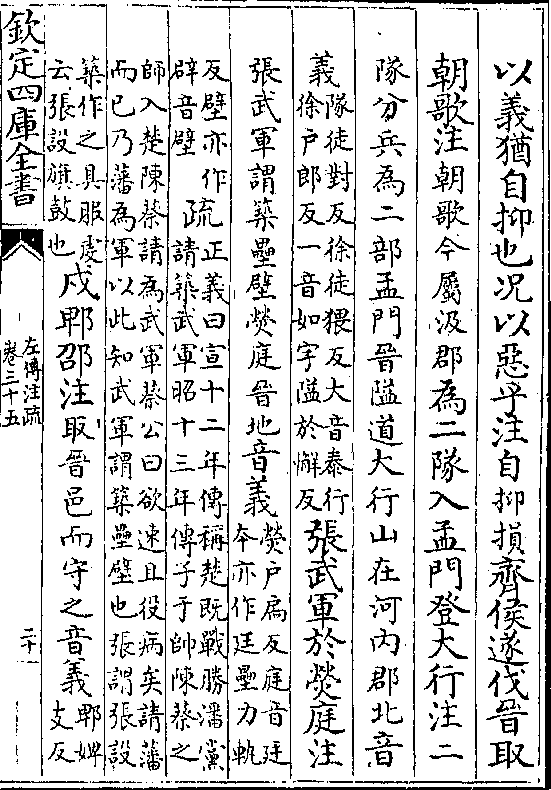 以義猶自抑也况以惡乎注自抑損齊侯遂伐晉取
朝歌注朝歌今屬汲郡為二隊入孟門登大行注二
隊分兵為二部孟門晉隘道大行山在河内郡北音
義
隊徒對反徐徒猥反大音泰行
徐户郎反一音如字隘於懈反
張武軍於熒庭注
張武軍謂築壘壁熒庭晉地音義
熒户扃反庭音廷
本亦作廷壘力軌
反壁亦作
辟音壁
疏
正義曰宣十二年傳稱楚既戰勝潘黨
請築武軍昭十三年傳子于帥陳蔡之
師入楚陳蔡請為武軍蔡公曰欲速且役病矣請藩
而已乃藩為軍以此知武軍謂築壘壁也張謂張設
築作之具服虔
云張設旗鼓也
戍郫邵注取晉邑而守之音義
郫婢
支反
欽定四庫全書
左傳注疏
卷三十五
二十